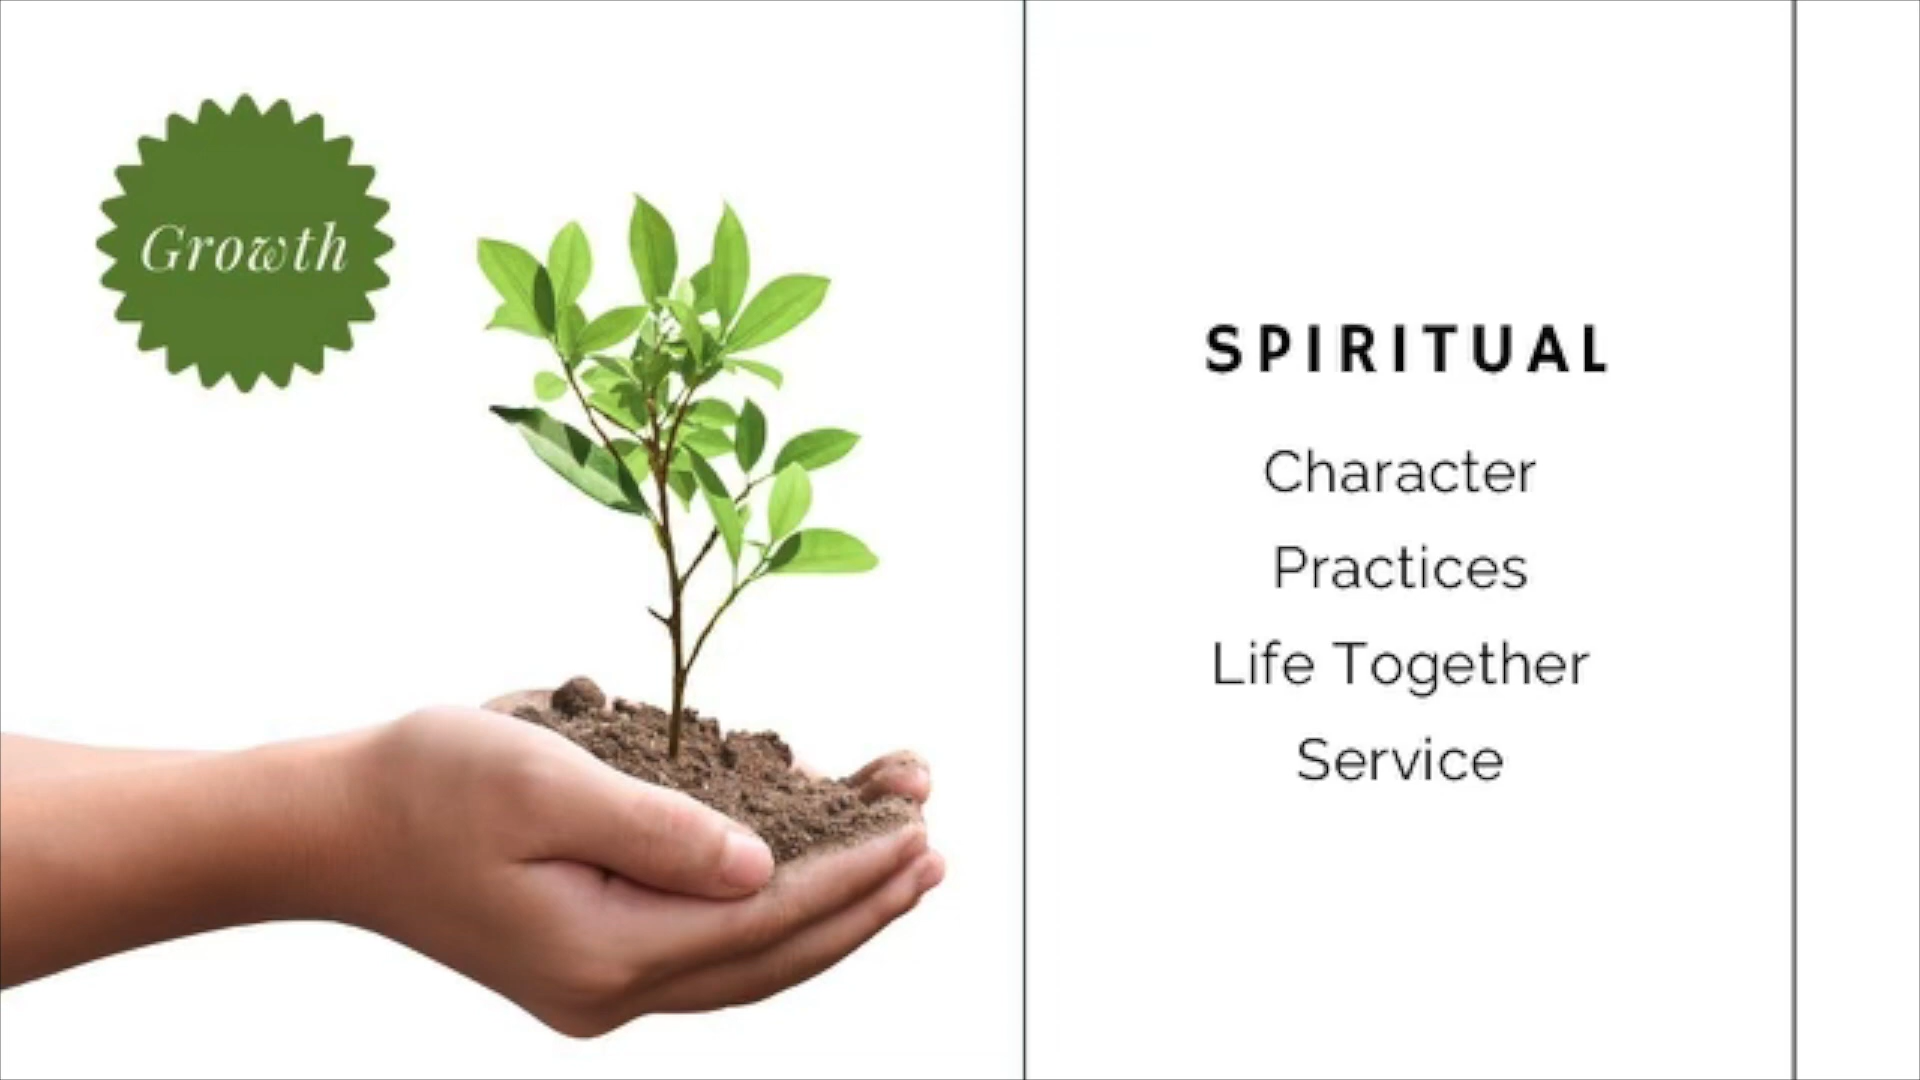 Growth
SPIRITUAL
Character
Practices
Life Together
Service